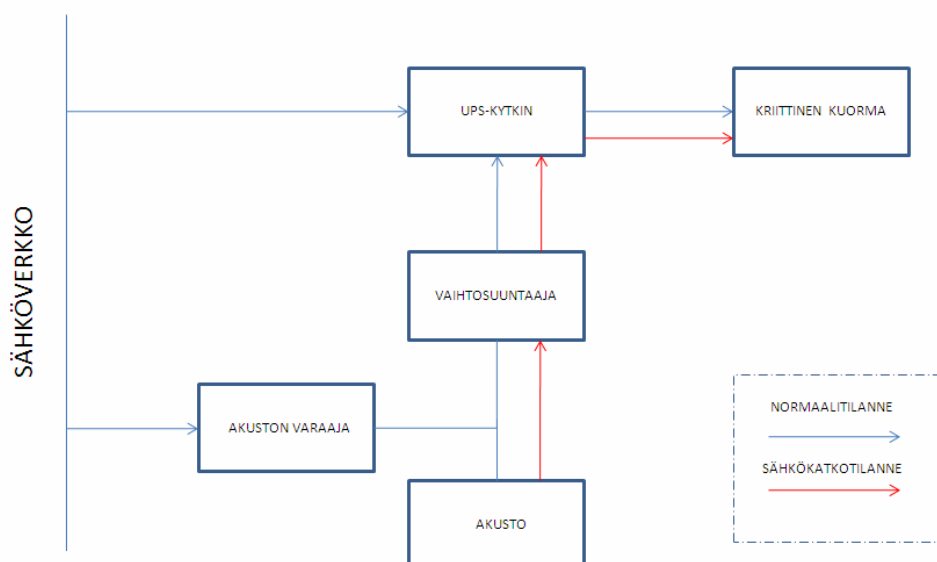 SÄHKÖVERKKO
UPS-KYTKIN
KRIITTINEN KUORMA
VAIHTOSUUNTAAJA
AKUSTON VARAAJA
AKUSTO
NORMAALITILANNE
SÄHKÖKATKOTILANNE